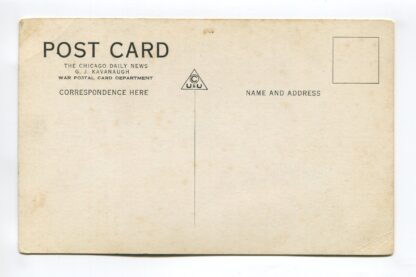 POST CARD
THE CHICAGO DAILY NEWS
G. J. KAVANAUGH
WAR POSTAL CARD DEPARTMENT
CORRESPONDENCE HERE
NAME AND ADDRESS
C
U & U